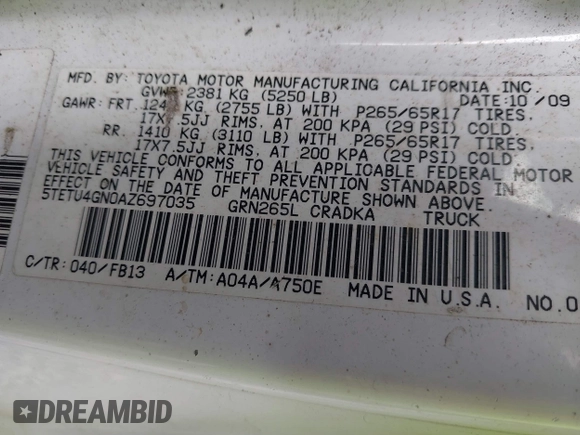 MFD. BY: TOYOTA MOTOR MANUFACTURING CALIFORNIA INC.
GVWR: 2381 KG (5250 LB) DATE: 10/09
GAWR: FRT. 124 KG (2755 LB) WITH P265/65R17 TIRES,
17X7.5JJ RIMS, AT 200 KPA (29 PSI) COLD.
RR. 1410 KG (3110 LB) WITH P265/65R17 TIRES,
17X7.5JJ RIMS, AT 200 KPA (29 PSI) COLD.
THIS VEHICLE CONFORMS TO ALL APPLICABLE FEDERAL MOTOR
VEHICLE SAFETY AND THEFT PREVENTION STANDARDS IN
EFFECT ON THE DATE OF MANUFACTURE SHOWN ABOVE.
5TETU4GN0AZ697035 GRN265L CRADKA TRUCK
C/TR: 040/FB13 A/TM: A04A/A750E MADE IN U.S.A. NO.0
DREAMBID